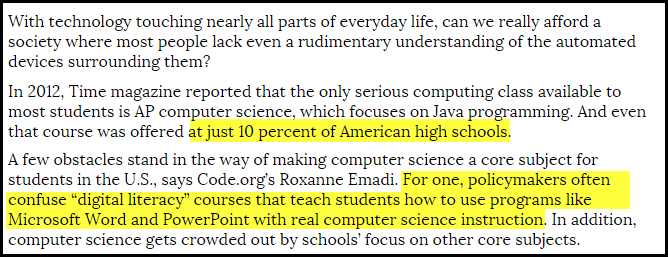 With technology touching nearly all parts of everyday life, can we really afford a
society where most people lack even a rudimentary understanding of the automated
devices surrounding them?
In 2012, Time magazine reported that the only serious computing class available to
most students is AP computer science, which focuses on Java programming. And even
that course was offered at just 10 percent of American high schools.
A few obstacles stand in the way of making computer science a core subject for
students in the U.S., says Code.org’s Roxanne Emadi. For one, policymakers often
confuse “digital literacy” courses that teach students how to use programs like
Microsoft Word and PowerPoint with real computer science instruction. In addition,
computer science gets crowded out by schools’ focus on other core subjects.